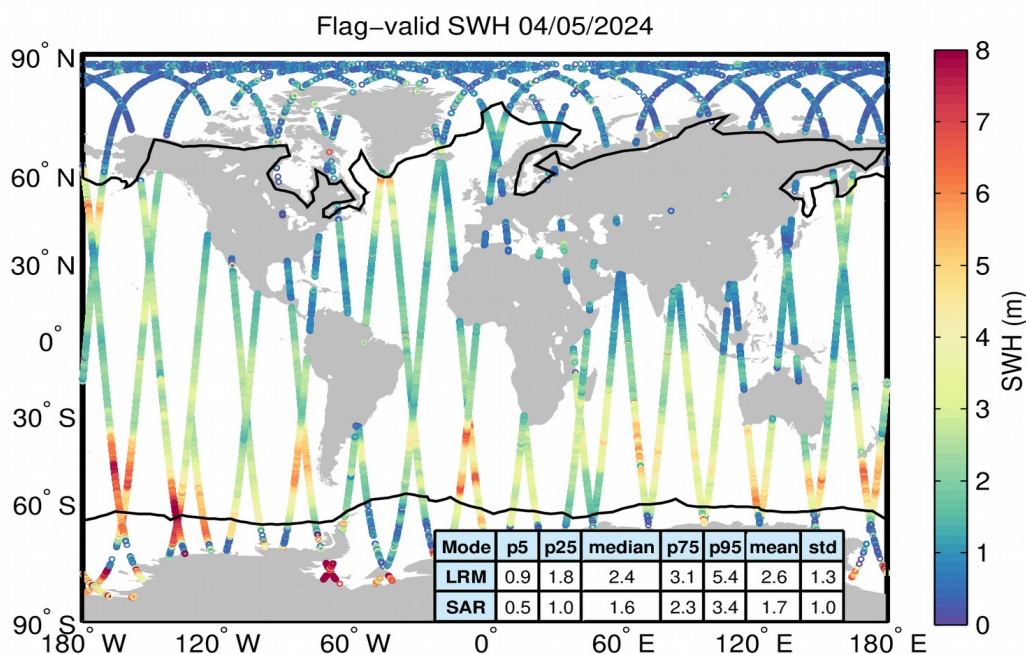 Flag−valid SWH 04/05/2024
90° N
60° N
30° N
0°
30° S
60° S
90° S
180° W
120° W
60° W
0°
60° E
120° E
180° E
8
7
6
5
4
3
2
1
0
SWH (m)
Mode p5 p25 median p75 p95 mean std
LRM 0.9 1.8 2.4 3.1 5.4 2.6 1.3
SAR 0.5 1.0 1.6 2.3 3.4 1.7 1.0